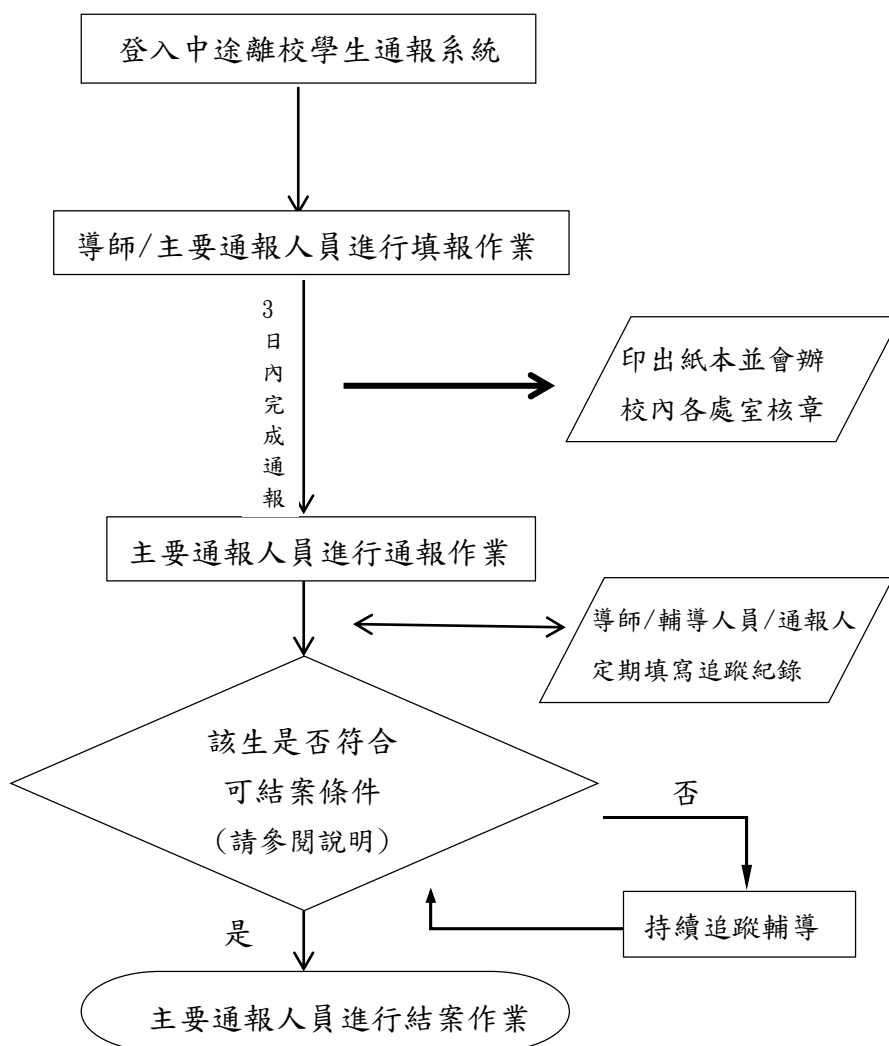 登入中途離校學生通報系統
導師/主要通報人員進行填報作業
3日內完成通報
印出紙本並會辦
校內各處室核章
主要通報人員進行通報作業
導師/輔導人員/通報人
定期填寫追蹤紀錄
該生是否符合
可結案條件
(請參閱說明)
否
持續追蹤輔導
是
主要通報人員進行結案作業